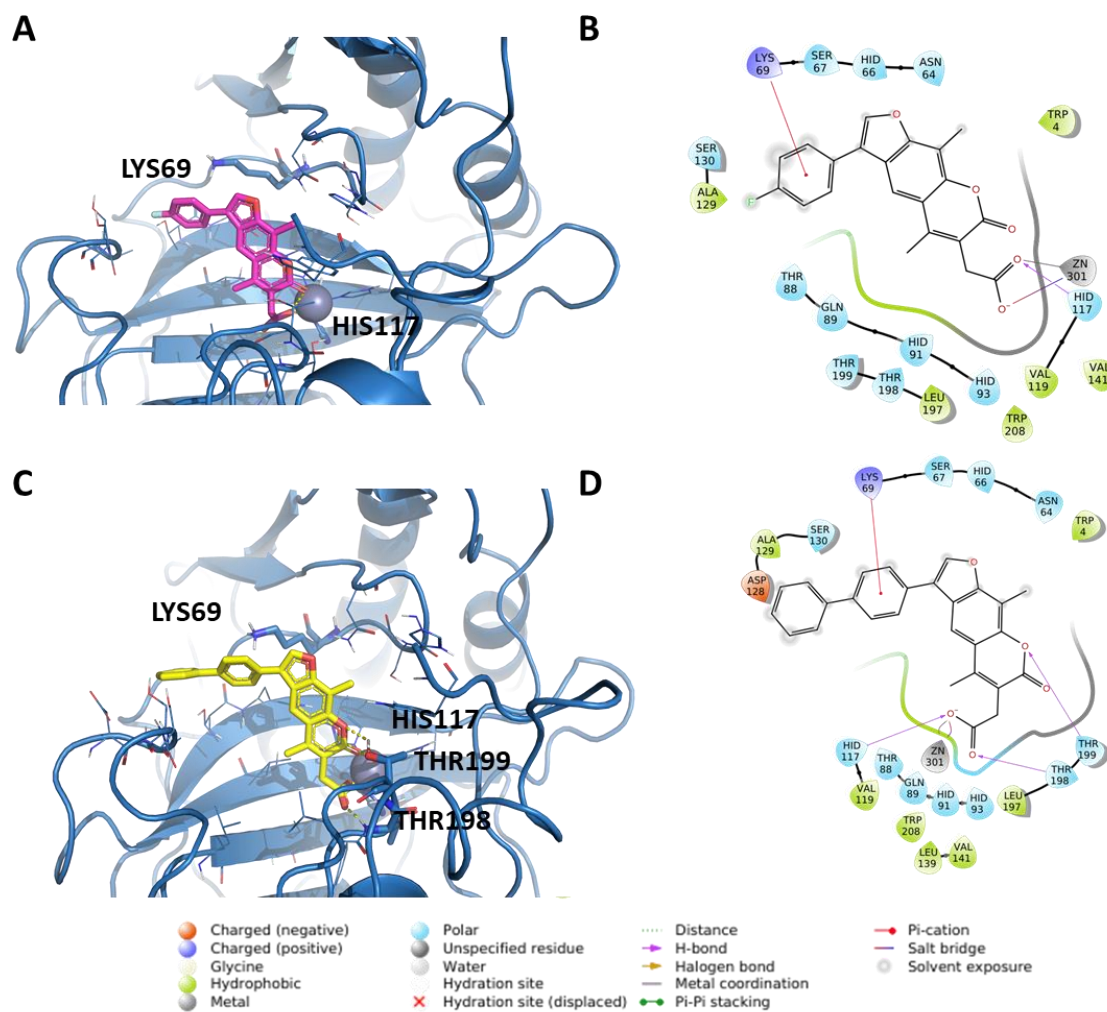 A
B
LYS69
HIS117
LYS
69
SER
67
HID
66
ASN
64
TRP
4
SER
130
ALA
129
F
O
O
O
O
O⁻
ZN
301
HID
117
THR
88
GLN
89
HID
91
HID
93
THR
199
THR
198
LEU
197
VAL
119
VAL
141
TRP
208
C
D
LYS69
HIS117
THR199
THR198
LYS
69
SER
67
HID
66
ASN
64
TRP
4
ALA
129
SER
130
ASP
128
O
O
O
O⁻
O
ZN
301
HID
117
VAL
119
THR
88
GLN
89
HID
91
HID
93
LEU
197
THR
198
THR
199
TRP
208
LEU
139
VAL
141
Charged (negative)
Charged (positive)
Glycine
Hydrophobic
Metal
Polar
Unspecified residue
Water
Hydration site
Hydration site (displaced)
Distance
H-bond
Halogen bond
Metal coordination
Pi-Pi stacking
Pi-cation
Salt bridge
Solvent exposure